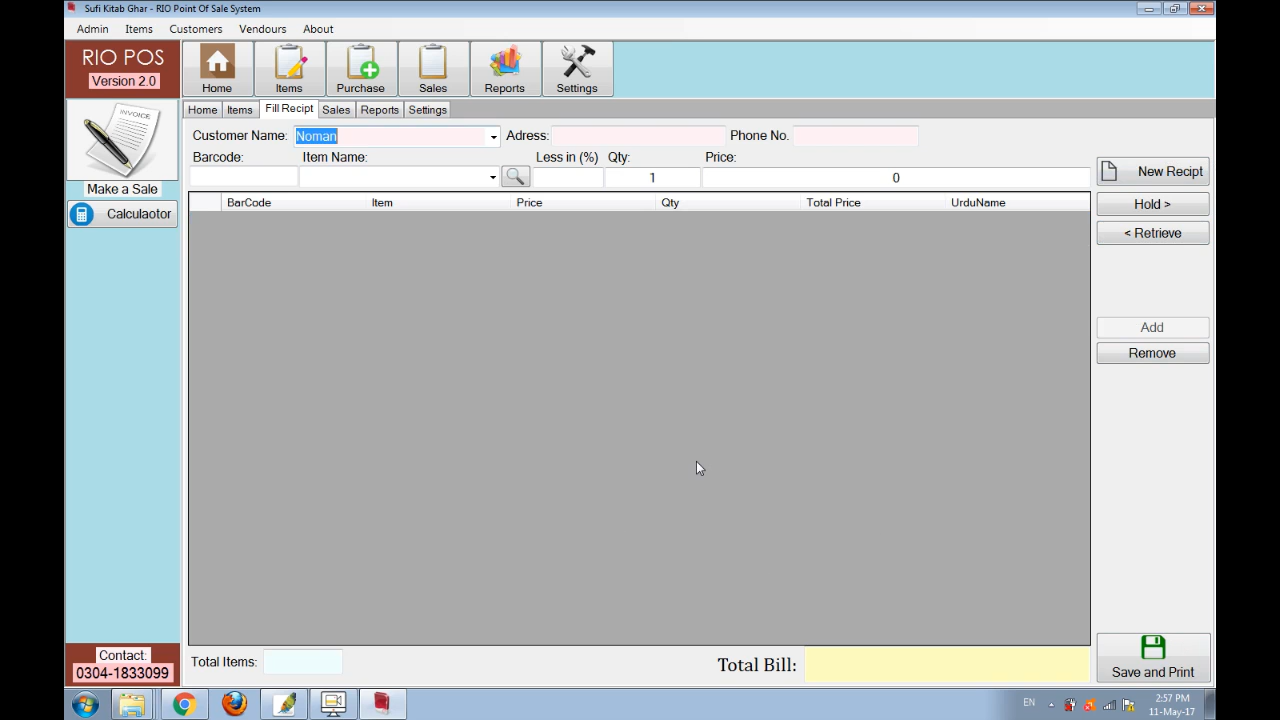 Sufi Kitab Ghar - RIO Point Of Sale System
Admin Items Customers Vendours About
RIO POS
Version 2.0
Home Items Purchase Sales Reports Settings
Home Items Fill Recipt Sales Reports Settings
INVOICE
Make a Sale
Calculaotor
Customer Name: Noman Adress: Phone No.
Barcode: Item Name: Less in (%) Qty: Price:
1 0
BarCode Item Price Qty Total Price UrduName
New Recipt
Hold >
< Retrieve
Add
Remove
Contact:
0304-1833099
Total Items: Total Bill:
Save and Print
EN 2:57 PM
11-May-17